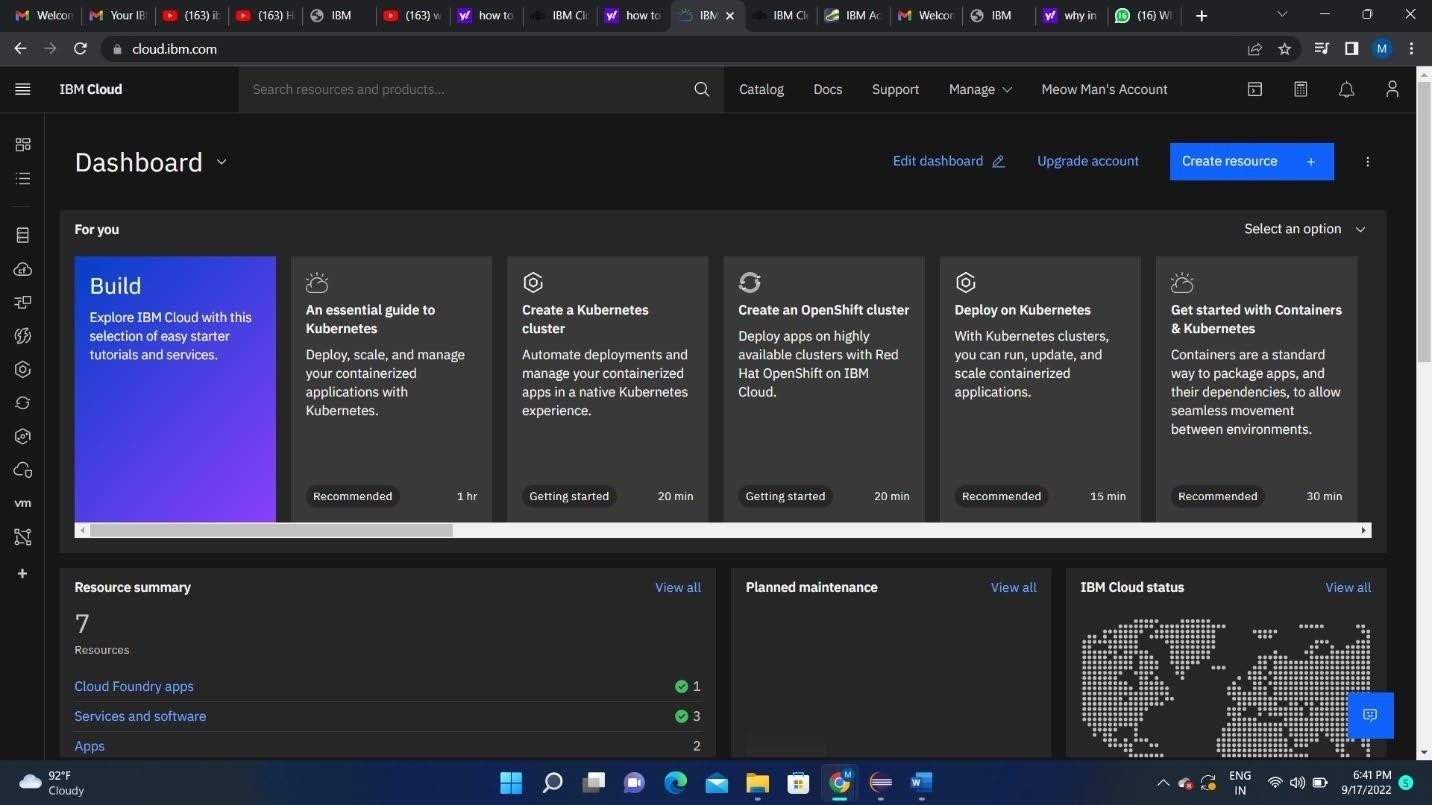 Welcon
Your IB
(163) ib
(163) H
IBM
(163) w
how to
IBM Clo
how to
IBM
IBM Clo
IBM Ac
Welcon
IBM
why in
(16) W
cloud.ibm.com
M
IBM Cloud
Search resources and products...
Catalog
Docs
Support
Manage
Meow Man's Account
Dashboard
Edit dashboard
Upgrade account
Create resource +
For you
Select an option
Build
Explore IBM Cloud with this
selection of easy starter
tutorials and services.
An essential guide to
Kubernetes
Deploy, scale, and manage
your containerized
applications with
Kubernetes.
Recommended
1 hr
Create a Kubernetes
cluster
Automate deployments and
manage your containerized
apps in a native Kubernetes
experience.
Getting started
20 min
Create an OpenShift cluster
Deploy apps on highly
available clusters with Red
Hat OpenShift on IBM
Cloud.
Getting started
20 min
Deploy on Kubernetes
With Kubernetes clusters,
you can run, update, and
scale containerized
applications.
Recommended
15 min
Get started with Containers
& Kubernetes
Containers are a standard
way to package apps, and
their dependencies, to allow
seamless movement
between environments.
Recommended
30 min
vm
Resource summary
View all
7
Resources
Cloud Foundry apps
1
Services and software
3
Apps
2
Planned maintenance
View all
IBM Cloud status
View all
92°F
Cloudy
ENG
IN
6:41 PM
9/17/2022
5